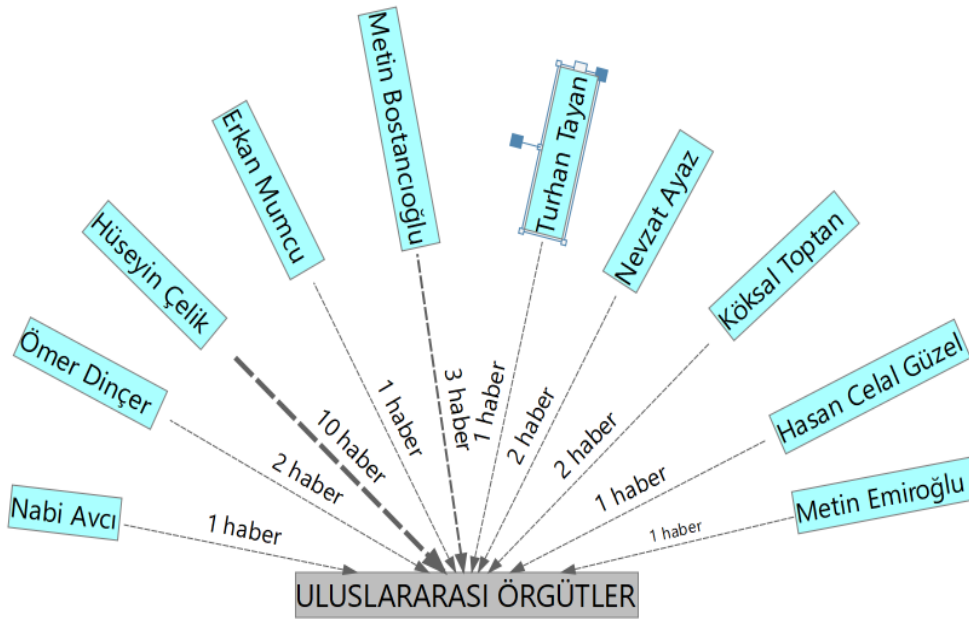 Metin Bostancıoğlu
Turhan Tayan
Erkan Mumcu
Nevzat Ayaz
Hüseyin Çelik
Köksal Toptan
Ömer Dinçer
Hasan Celal Güzel
Nabi Avcı
Metin Emiroğlu
1 haber
2 haber
10 haber
1 haber
3 haber
1 haber
2 haber
2 haber
1 haber
1 haber
ULUSLARARASI ÖRGÜTLER